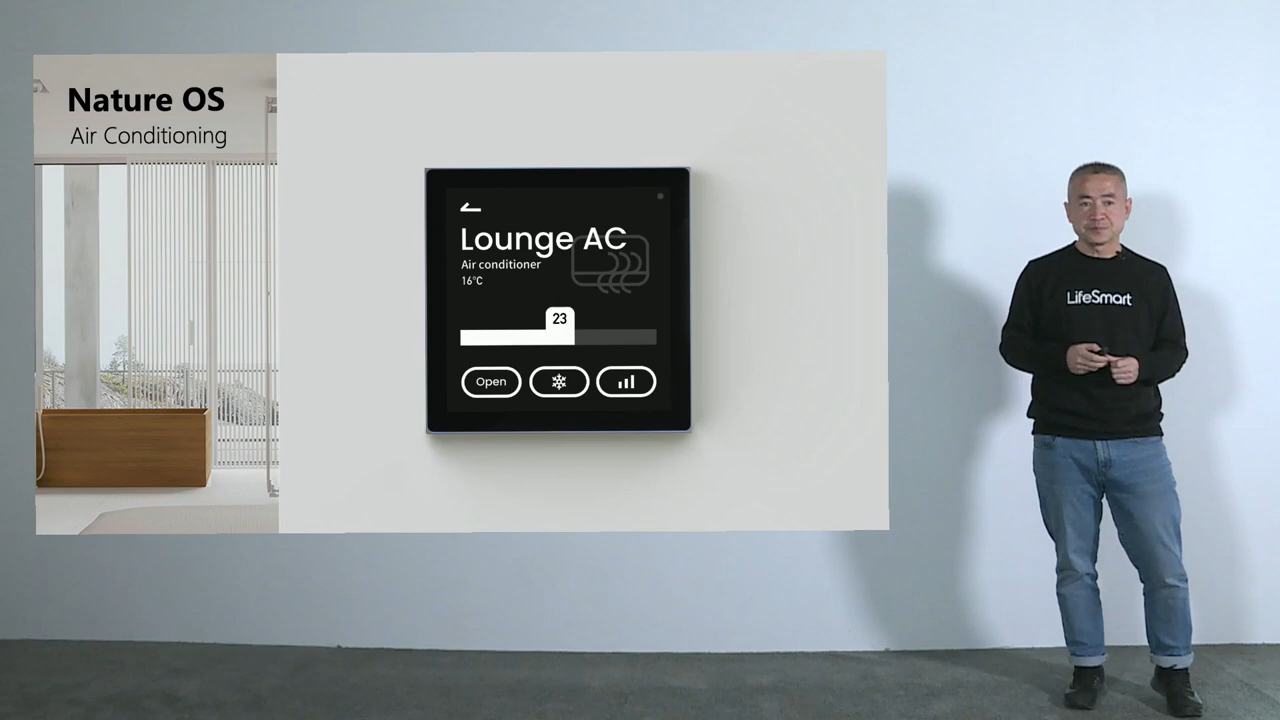 Nature OS
Air Conditioning
Lounge AC
Air conditioner
16°C
23
Open
LifeSmart